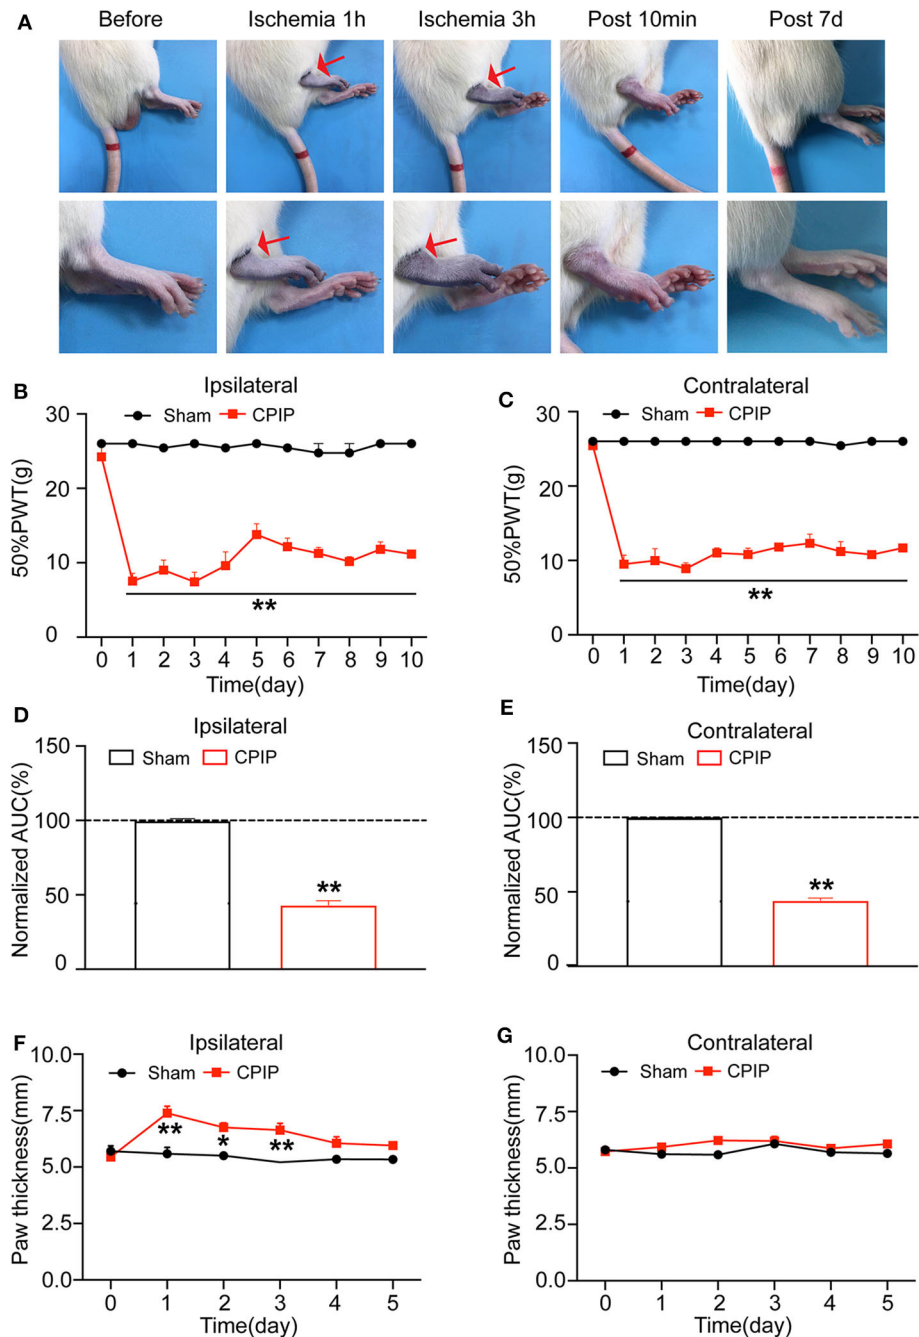 A
Before
Ischemia 1h
Ischemia 3h
Post 10min
Post 7d
B
Ipsilateral
Sham
CPIP
50%PWT(g)
30
20
10
0
**
0 1 2 3 4 5 6 7 8 9 10
Time(day)
C
Contralateral
Sham
CPIP
50%PWT(g)
30
20
10
0
**
0 1 2 3 4 5 6 7 8 9 10
Time(day)
D
Ipsilateral
Sham
CPIP
Normalized AUC(%)
150
100
50
0
**
E
Contralateral
Sham
CPIP
Normalized AUC(%)
150
100
50
0
**
F
Ipsilateral
Sham
CPIP
Paw thickness(mm)
10.0
7.5
5.0
2.5
0.0
** * **
0 1 2 3 4 5
Time(day)
G
Contralateral
Sham
CPIP
Paw thickness(mm)
10.0
7.5
5.0
2.5
0.0
0 1 2 3 4 5
Time(day)